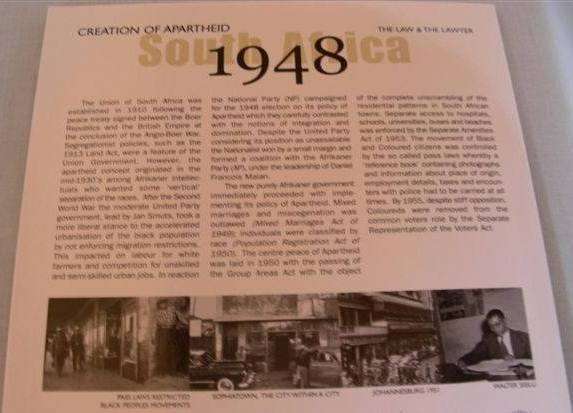 CREATION OF APARTHEID
THE LAW & THE LAWYER
South Africa
1948
The Union of South Africa was
established in 1910 following the
peace treaty signed between the Boer
Republics and the British Empire at
the conclusion of the Anglo-Boer War.
Segregationist policies, such as the
1913 Land Act, were a feature of the
Union Government. However, the
apartheid concept originated in the
mid-1930's among Afrikaner intellec-
tuals who wanted some 'vertical'
separation of the races. After the Second
World War the moderate United Party
government, lead by Jan Smuts, took a
more liberal stance to the accelerated
urbanisation of the black population
by not enforcing migration restrictions.
This impacted on labour for white
farmers and competition for unskilled
and semi-skilled urban jobs. In reaction
the National Party (NP) campaigned
for the 1948 election on its policy of
Apartheid which they carefully contrasted
with the notions of integration and
domination. Despite the United Party
considering its position as unassailable
the Nationalist won by a small margin and
formed a coalition with the Afrikaner
Party (AP), under the leadership of Daniel
Francois Malan.
The new purely Afrikaner government
immediately proceeded with imple-
menting its policy of Apartheid. Mixed
marriages and miscegenation was
outlawed (Mixed Marriages Act of
1949); individuals were classified by
race (Population Registration Act of
1950). The centre peace of Apartheid
was laid in 1950 with the passing of
the Group Areas Act with the object
of the complete unscrambling of the
residential patterns in South African
towns. Separate access to hospitals,
schools, universities, buses and beaches,
was enforced by the Separate Amenities
Act of 1953. The movement of Black
and Coloured citizens was controlled
by the so called pass laws whereby a
'reference book' containing photographs
and information about place of origin,
employment details, taxes and encoun-
ters with police had to be carried at all
times. By 1955, despite stiff opposition,
Coloureds were removed from the
common voters role by the Separate
Representation of the Voters Act.
PASS LAWS RESTRICTED
BLACK PEOPLES MOVEMENTS
SOPHIATOWN, THE CITY WITHIN A CITY
JOHANNESBURG 1951
WALTER SISULU